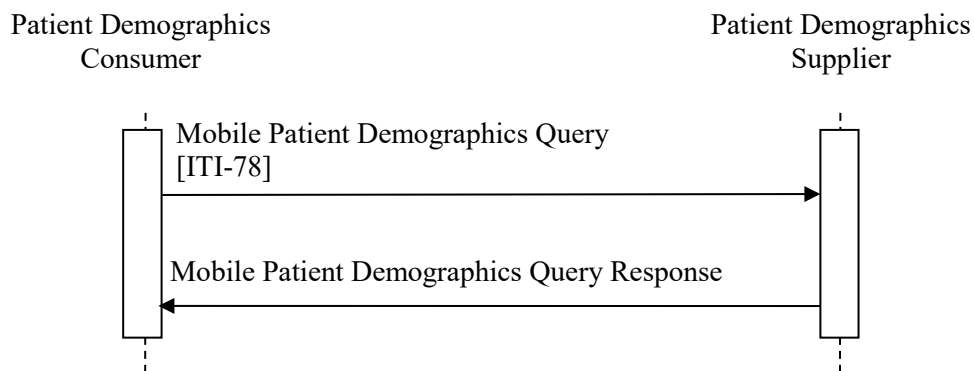 Patient Demographics
Consumer
Patient Demographics
Supplier
Mobile Patient Demographics Query
[ITI-78]
Mobile Patient Demographics Query Response